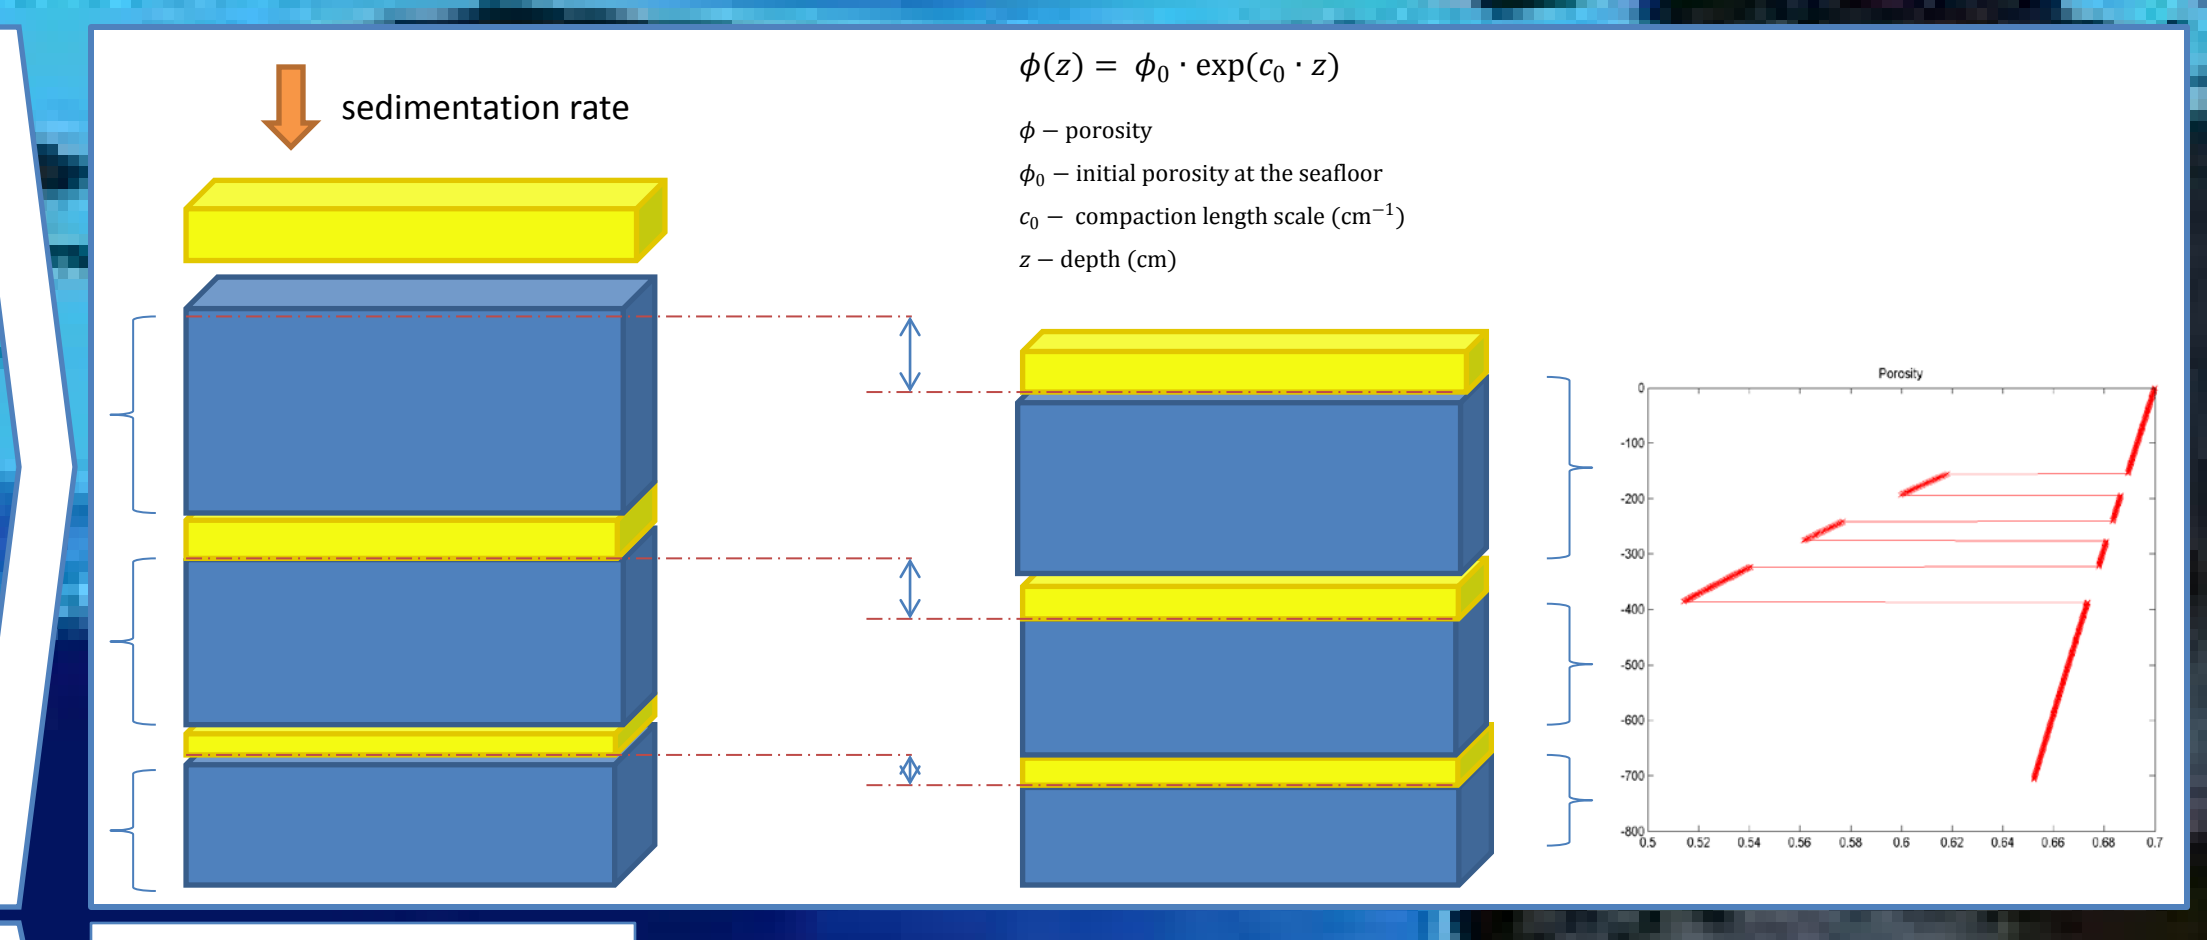 sedimentation rate
ϕ(z) = ϕ₀ · exp(c₀ · z)
ϕ − porosity
ϕ₀ − initial porosity at the seafloor
c₀ − compaction length scale (cm⁻¹)
z − depth (cm)
Porosity
0
-100
-200
-300
-400
-500
-600
-700
-800
0.5 0.52 0.54 0.56 0.58 0.6 0.62 0.64 0.66 0.68 0.7